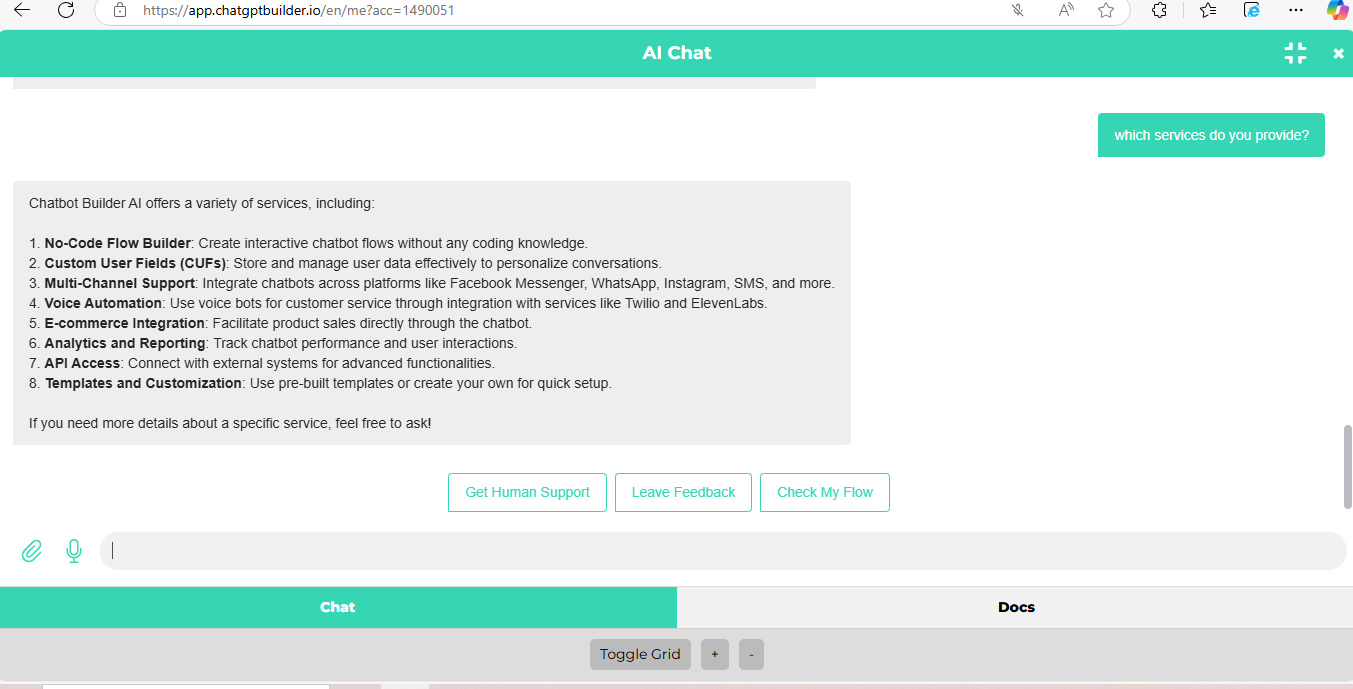 https://app.chatgptbuilder.io/en/me?acc=1490051
AI Chat
which services do you provide?
Chatbot Builder AI offers a variety of services, including:
1. No-Code Flow Builder: Create interactive chatbot flows without any coding knowledge.
2. Custom User Fields (CUFs): Store and manage user data effectively to personalize conversations.
3. Multi-Channel Support: Integrate chatbots across platforms like Facebook Messenger, WhatsApp, Instagram, SMS, and more.
4. Voice Automation: Use voice bots for customer service through integration with services like Twilio and ElevenLabs.
5. E-commerce Integration: Facilitate product sales directly through the chatbot.
6. Analytics and Reporting: Track chatbot performance and user interactions.
7. API Access: Connect with external systems for advanced functionalities.
8. Templates and Customization: Use pre-built templates or create your own for quick setup.
If you need more details about a specific service, feel free to ask!
Get Human Support Leave Feedback Check My Flow
Chat Docs
Toggle Grid + -